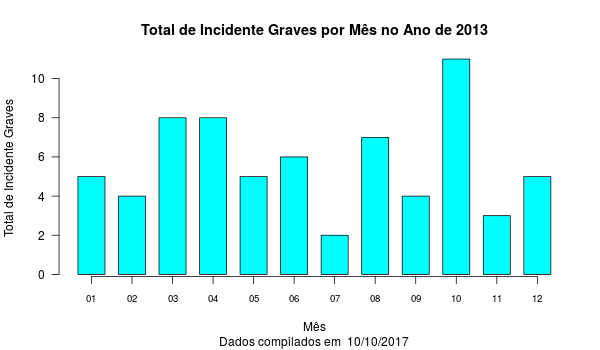 Total de Incidente Graves por Mês no Ano de 2013
Total de Incidente Graves
10
8
6
4
2
0
01 02 03 04 05 06 07 08 09 10 11 12
Mês
Dados compilados em 10/10/2017